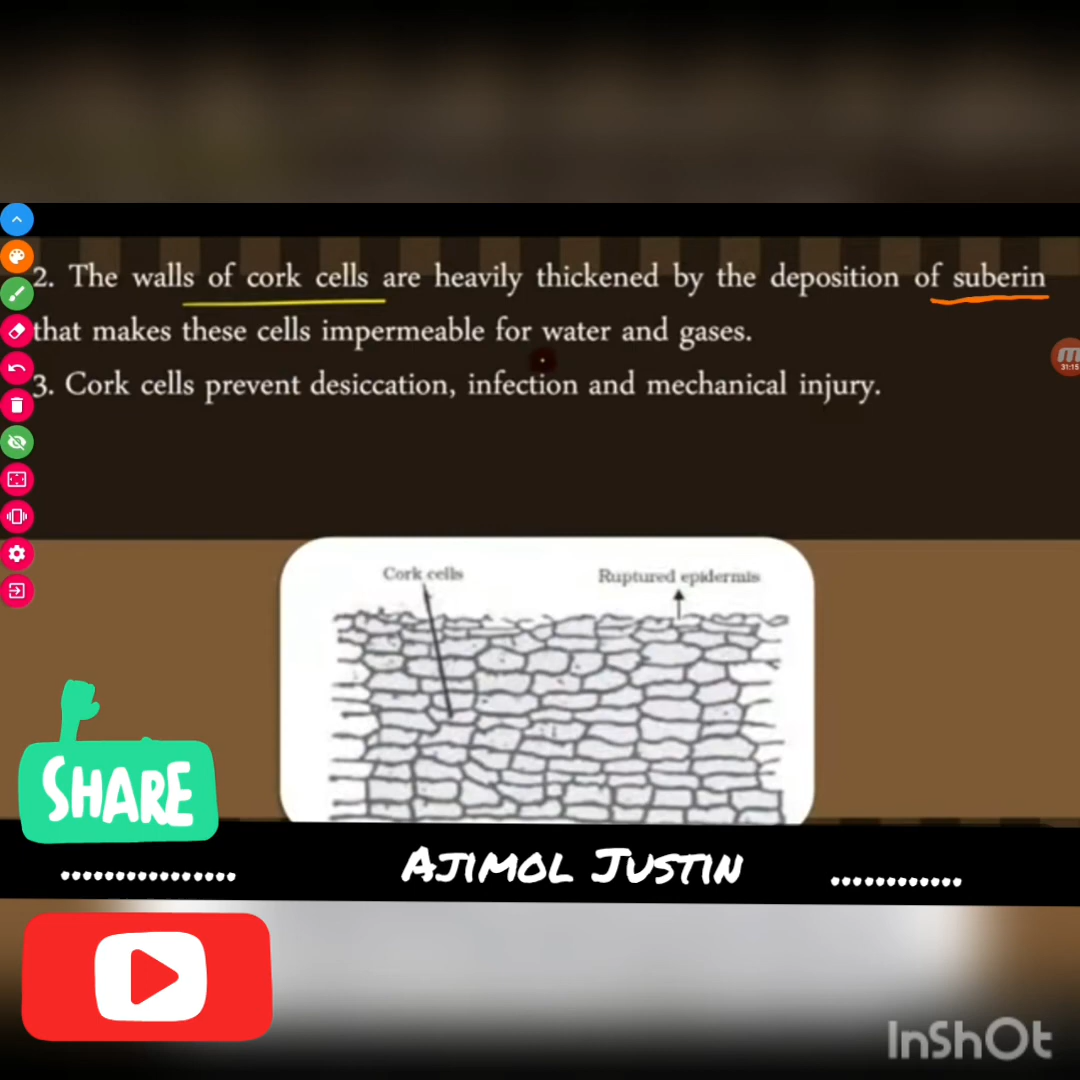 2. The walls of cork cells are heavily thickened by the deposition of suberin
that makes these cells impermeable for water and gases.
3. Cork cells prevent desiccation, infection and mechanical injury.
31:15
Cork cells
Ruptured epidermis
SHARE
................ AJIMOL JUSTIN ............
InShOt